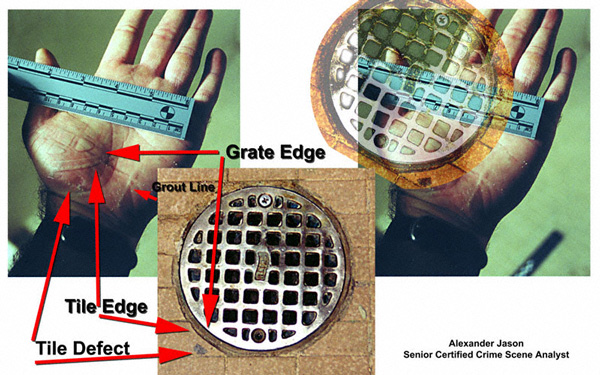 Grate Edge
Grout Line
Tile Edge
Tile Defect
Alexander Jason
Senior Certified Crime Scene Analyst